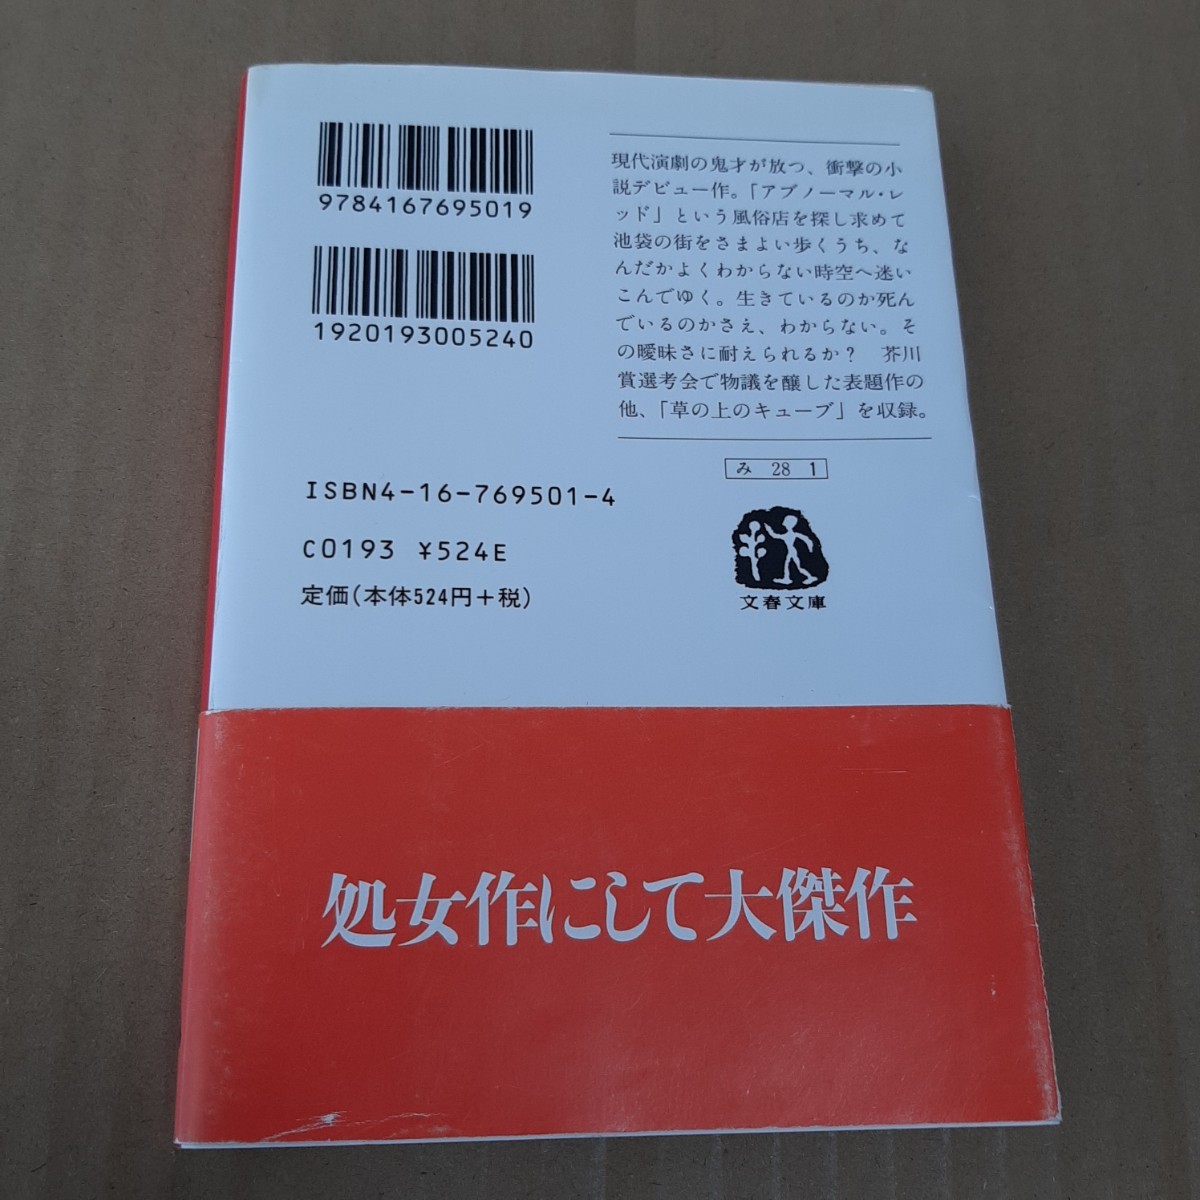 9784167695019
1920193005240
現代演劇の鬼才が放つ、衝撃の小
説デビュー作。「アブノーマル・レ
ッド」という風俗店を探し求めて
池袋の街をさまよい歩くうち、な
んだかよくわからない時空へ迷い
こんでゆく。生きているのか死ん
でいるのかさえ、わからない。そ
の曖昧さに耐えられるか？　芥川
賞選考会で物議を醸した表題作の
他、「草の上のキューブ」を収録。
み 28 1
ISBN4-16-769501-4
C0193 ¥524E
定価(本体524円+税)
文春文庫
処女作にして大傑作